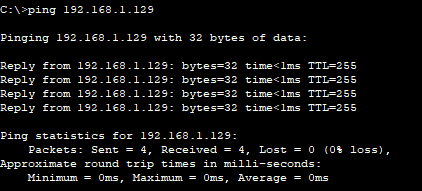 C:\>ping 192.168.1.129
Pinging 192.168.1.129 with 32 bytes of data:
Reply from 192.168.1.129: bytes=32 time<1ms TTL=255
Reply from 192.168.1.129: bytes=32 time<1ms TTL=255
Reply from 192.168.1.129: bytes=32 time<1ms TTL=255
Reply from 192.168.1.129: bytes=32 time<1ms TTL=255
Ping statistics for 192.168.1.129:
    Packets: Sent = 4, Received = 4, Lost = 0 (0% loss),
Approximate round trip times in milli-seconds:
    Minimum = 0ms, Maximum = 0ms, Average = 0ms